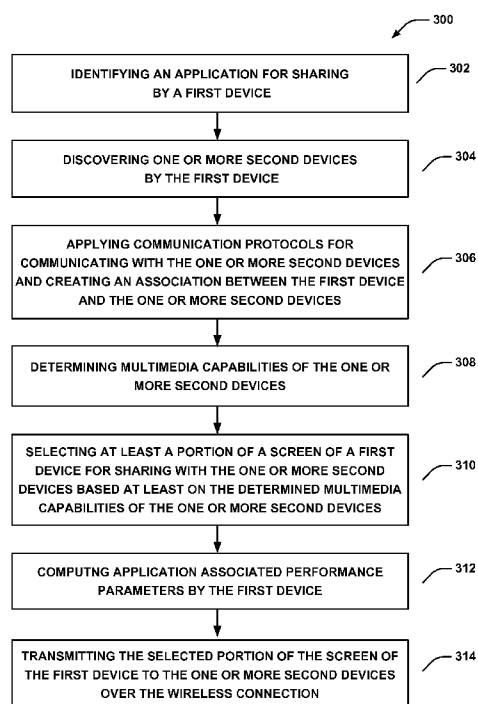 300
IDENTIFYING AN APPLICATION FOR SHARING
BY A FIRST DEVICE
302
DISCOVERING ONE OR MORE SECOND DEVICES
BY THE FIRST DEVICE
304
APPLYING COMMUNICATION PROTOCOLS FOR
COMMUNICATING WITH THE ONE OR MORE SECOND DEVICES
AND CREATING AN ASSOCIATION BETWEEN THE FIRST DEVICE
AND THE ONE OR MORE SECOND DEVICES
306
DETERMINING MULTIMEDIA CAPABILITIES OF THE ONE OR
MORE SECOND DEVICES
308
SELECTING AT LEAST A PORTION OF A SCREEN OF A FIRST
DEVICE FOR SHARING WITH THE ONE OR MORE SECOND
DEVICES BASED AT LEAST ON THE DETERMINED MULTIMEDIA
CAPABILITIES OF THE ONE OR MORE SECOND DEVICES
310
COMPUTNG APPLICATION ASSOCIATED PERFORMANCE
PARAMETERS BY THE FIRST DEVICE
312
TRANSMITTING THE SELECTED PORTION OF THE SCREEN OF
THE FIRST DEVICE TO THE ONE OR MORE SECOND DEVICES
OVER THE WIRELESS CONNECTION
314